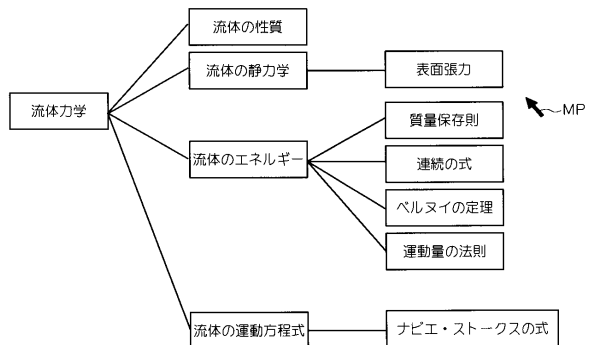 流体力学
流体の性質
流体の静力学
表面張力
流体のエネルギー
質量保存則
連続の式
ベルヌイの定理
運動量の法則
流体の運動方程式
ナビエ・ストークスの式
MP